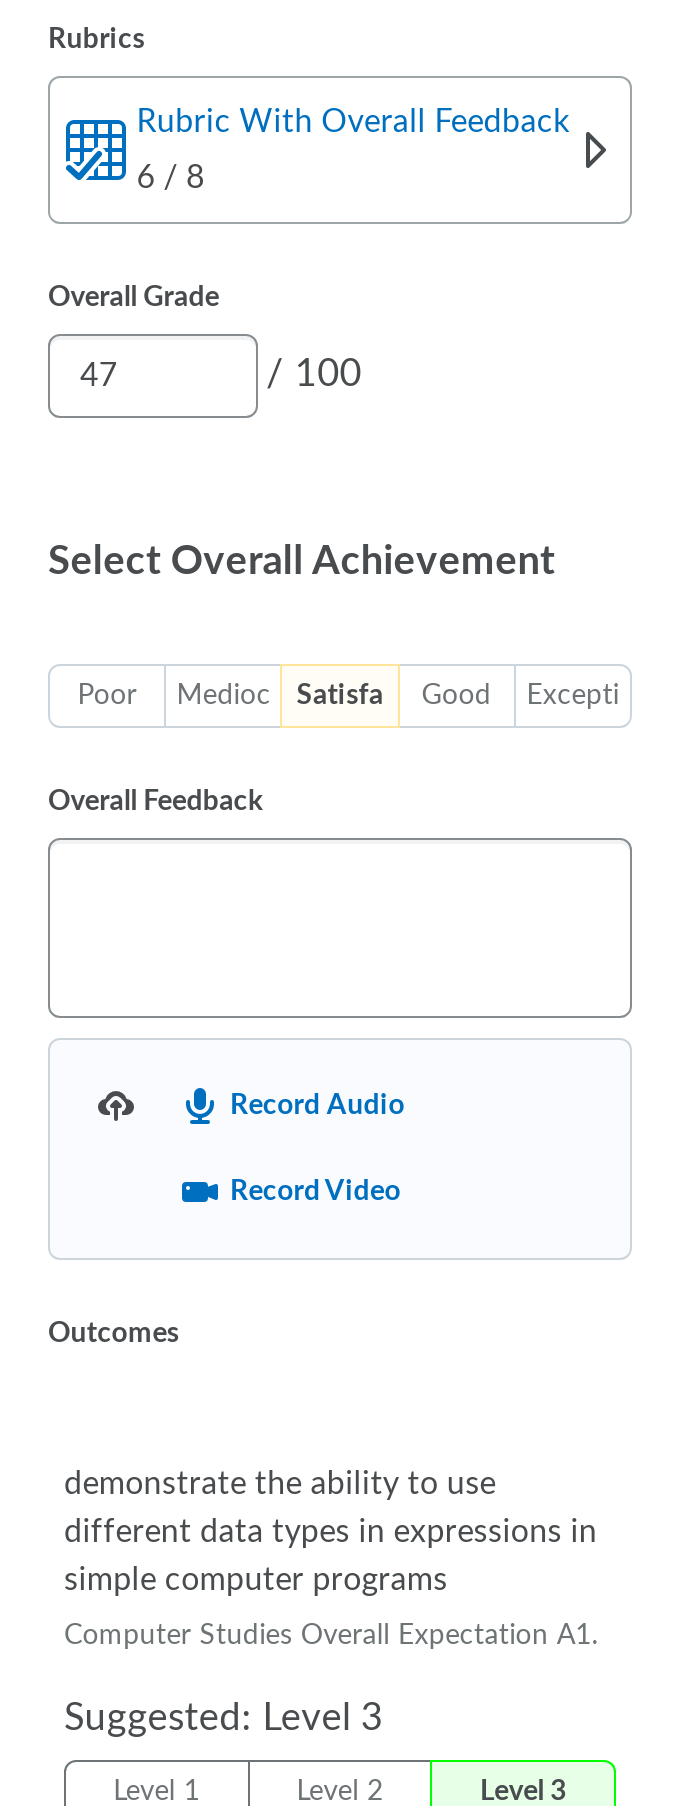 Rubrics
Rubric With Overall Feedback
6 / 8
Overall Grade
47 / 100
Select Overall Achievement
Poor Medioc Satisfa Good Excepti
Overall Feedback
Record Audio
Record Video
Outcomes
demonstrate the ability to use
different data types in expressions in
simple computer programs
Computer Studies Overall Expectation A1.
Suggested: Level 3
Level 1 Level 2 Level 3